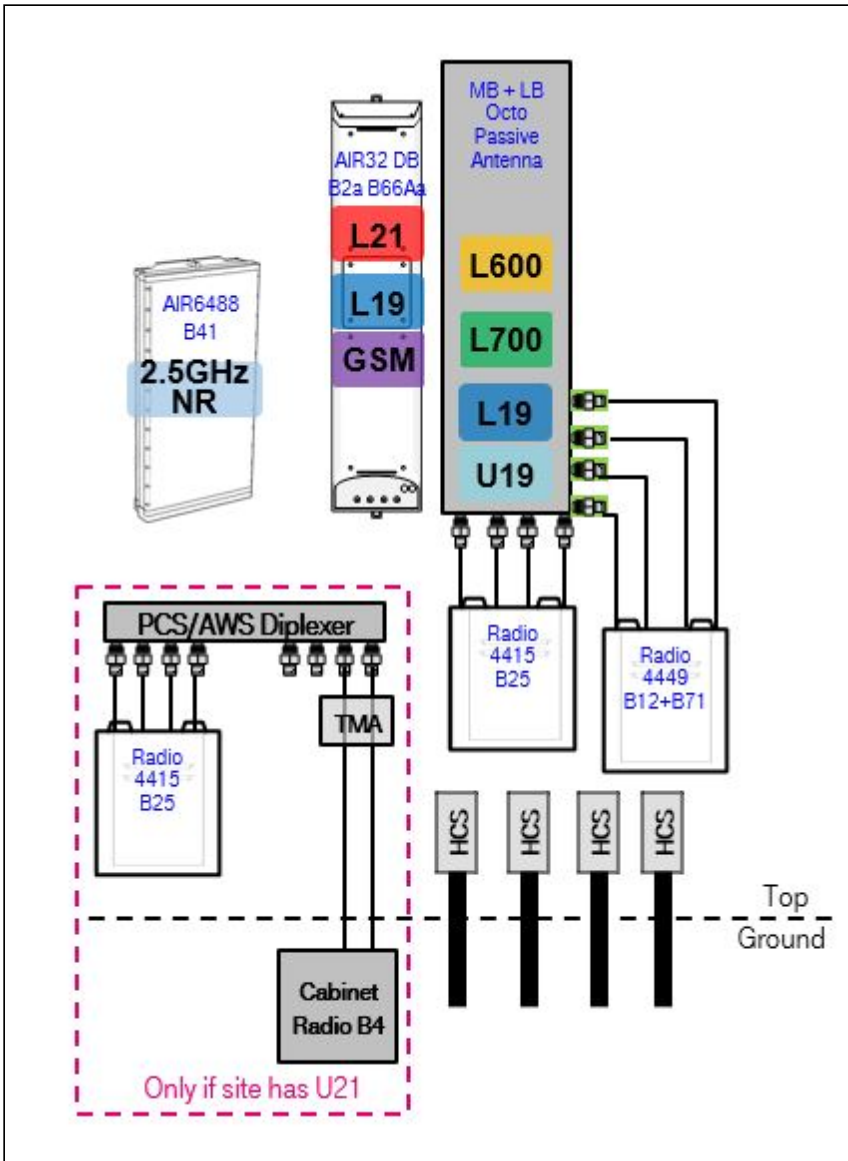 MB + LB
Octo
Passive
Antenna
AIR32 DB
B2a B66Aa
L21
L19
GSM
L600
L700
L19
U19
AIR6488
B41
2.5GHz
NR
PCS/AWS Diplexer
TMA
Radio
4415
B25
Radio
4415
B25
Radio
4449
B12+B71
HCS
HCS
HCS
HCS
Top
Ground
Cabinet
Radio B4
Only if site has U21